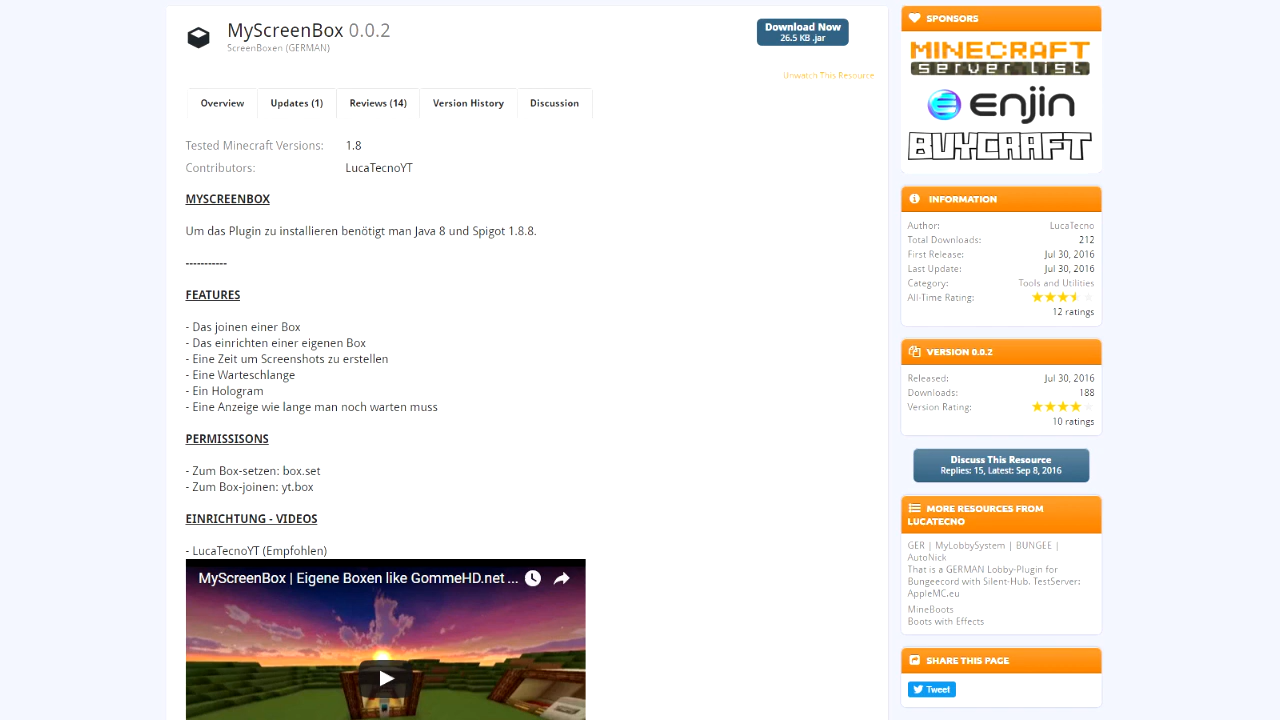 MyScreenBox 0.0.2
ScreenBoxen (GERMAN)
Download Now
26.5 KB .jar
Unwatch This Resource
Overview
Updates (1)
Reviews (14)
Version History
Discussion
Tested Minecraft Versions: 1.8
Contributors: LucaTecnoYT
MYSCREENBOX
Um das Plugin zu installieren benötigt man Java 8 und Spigot 1.8.8.
-----------
FEATURES
- Das joinen einer Box
- Das einrichten einer eigenen Box
- Eine Zeit um Screenshots zu erstellen
- Eine Warteschlange
- Ein Hologram
- Eine Anzeige wie lange man noch warten muss
PERMISSISONS
- Zum Box-setzen: box.set
- Zum Box-joinen: yt.box
EINRICHTUNG - VIDEOS
- LucaTecnoYT (Empfohlen)
MyScrenBox | Eigene Boxen like GommeHD.net ...
SPONSORS
MINECRAFT
server list
enjin
BUYCRAFT
INFORMATION
Author: LucaTecno
Total Downloads: 212
First Release: Jul 30, 2016
Last Update: Jul 30, 2016
Category: Tools and Utilities
All-Time Rating:
12 ratings
VERSION 0.0.2
Released: Jul 30, 2016
Downloads: 188
Version Rating:
10 ratings
Discuss This Resource
Replies: 15, Latest: Sep 8, 2016
MORE RESOURCES FROM
LUCATECNO
GER | MyLobbySystem | BUNGEE |
AutoNick
That is a GERMAN Lobby-Plugin for
Bungeecord with Silent-Hub. TestServer:
AppleMC.eu
MineBoots
Boots with Effects
SHARE THIS PAGE
Tweet